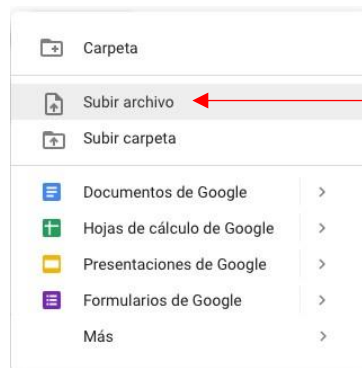 Carpeta
Subir archivo
Subir carpeta
Documentos de Google
Hojas de cálculo de Google
Presentaciones de Google
Formularios de Google
Más